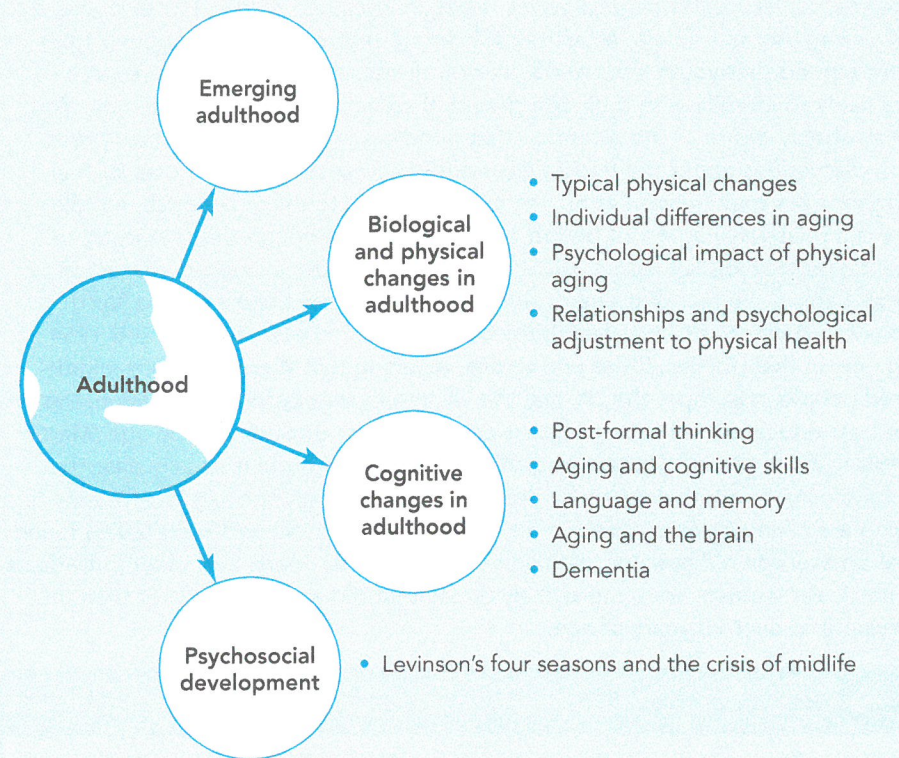 Emerging
adulthood
Biological
and physical
changes in
adulthood
• Typical physical changes
• Individual differences in aging
• Psychological impact of physical
aging
• Relationships and psychological
adjustment to physical health
Adulthood
Cognitive
changes in
adulthood
• Post-formal thinking
• Aging and cognitive skills
• Language and memory
• Aging and the brain
• Dementia
Psychosocial
development
• Levinson’s four seasons and the crisis of midlife